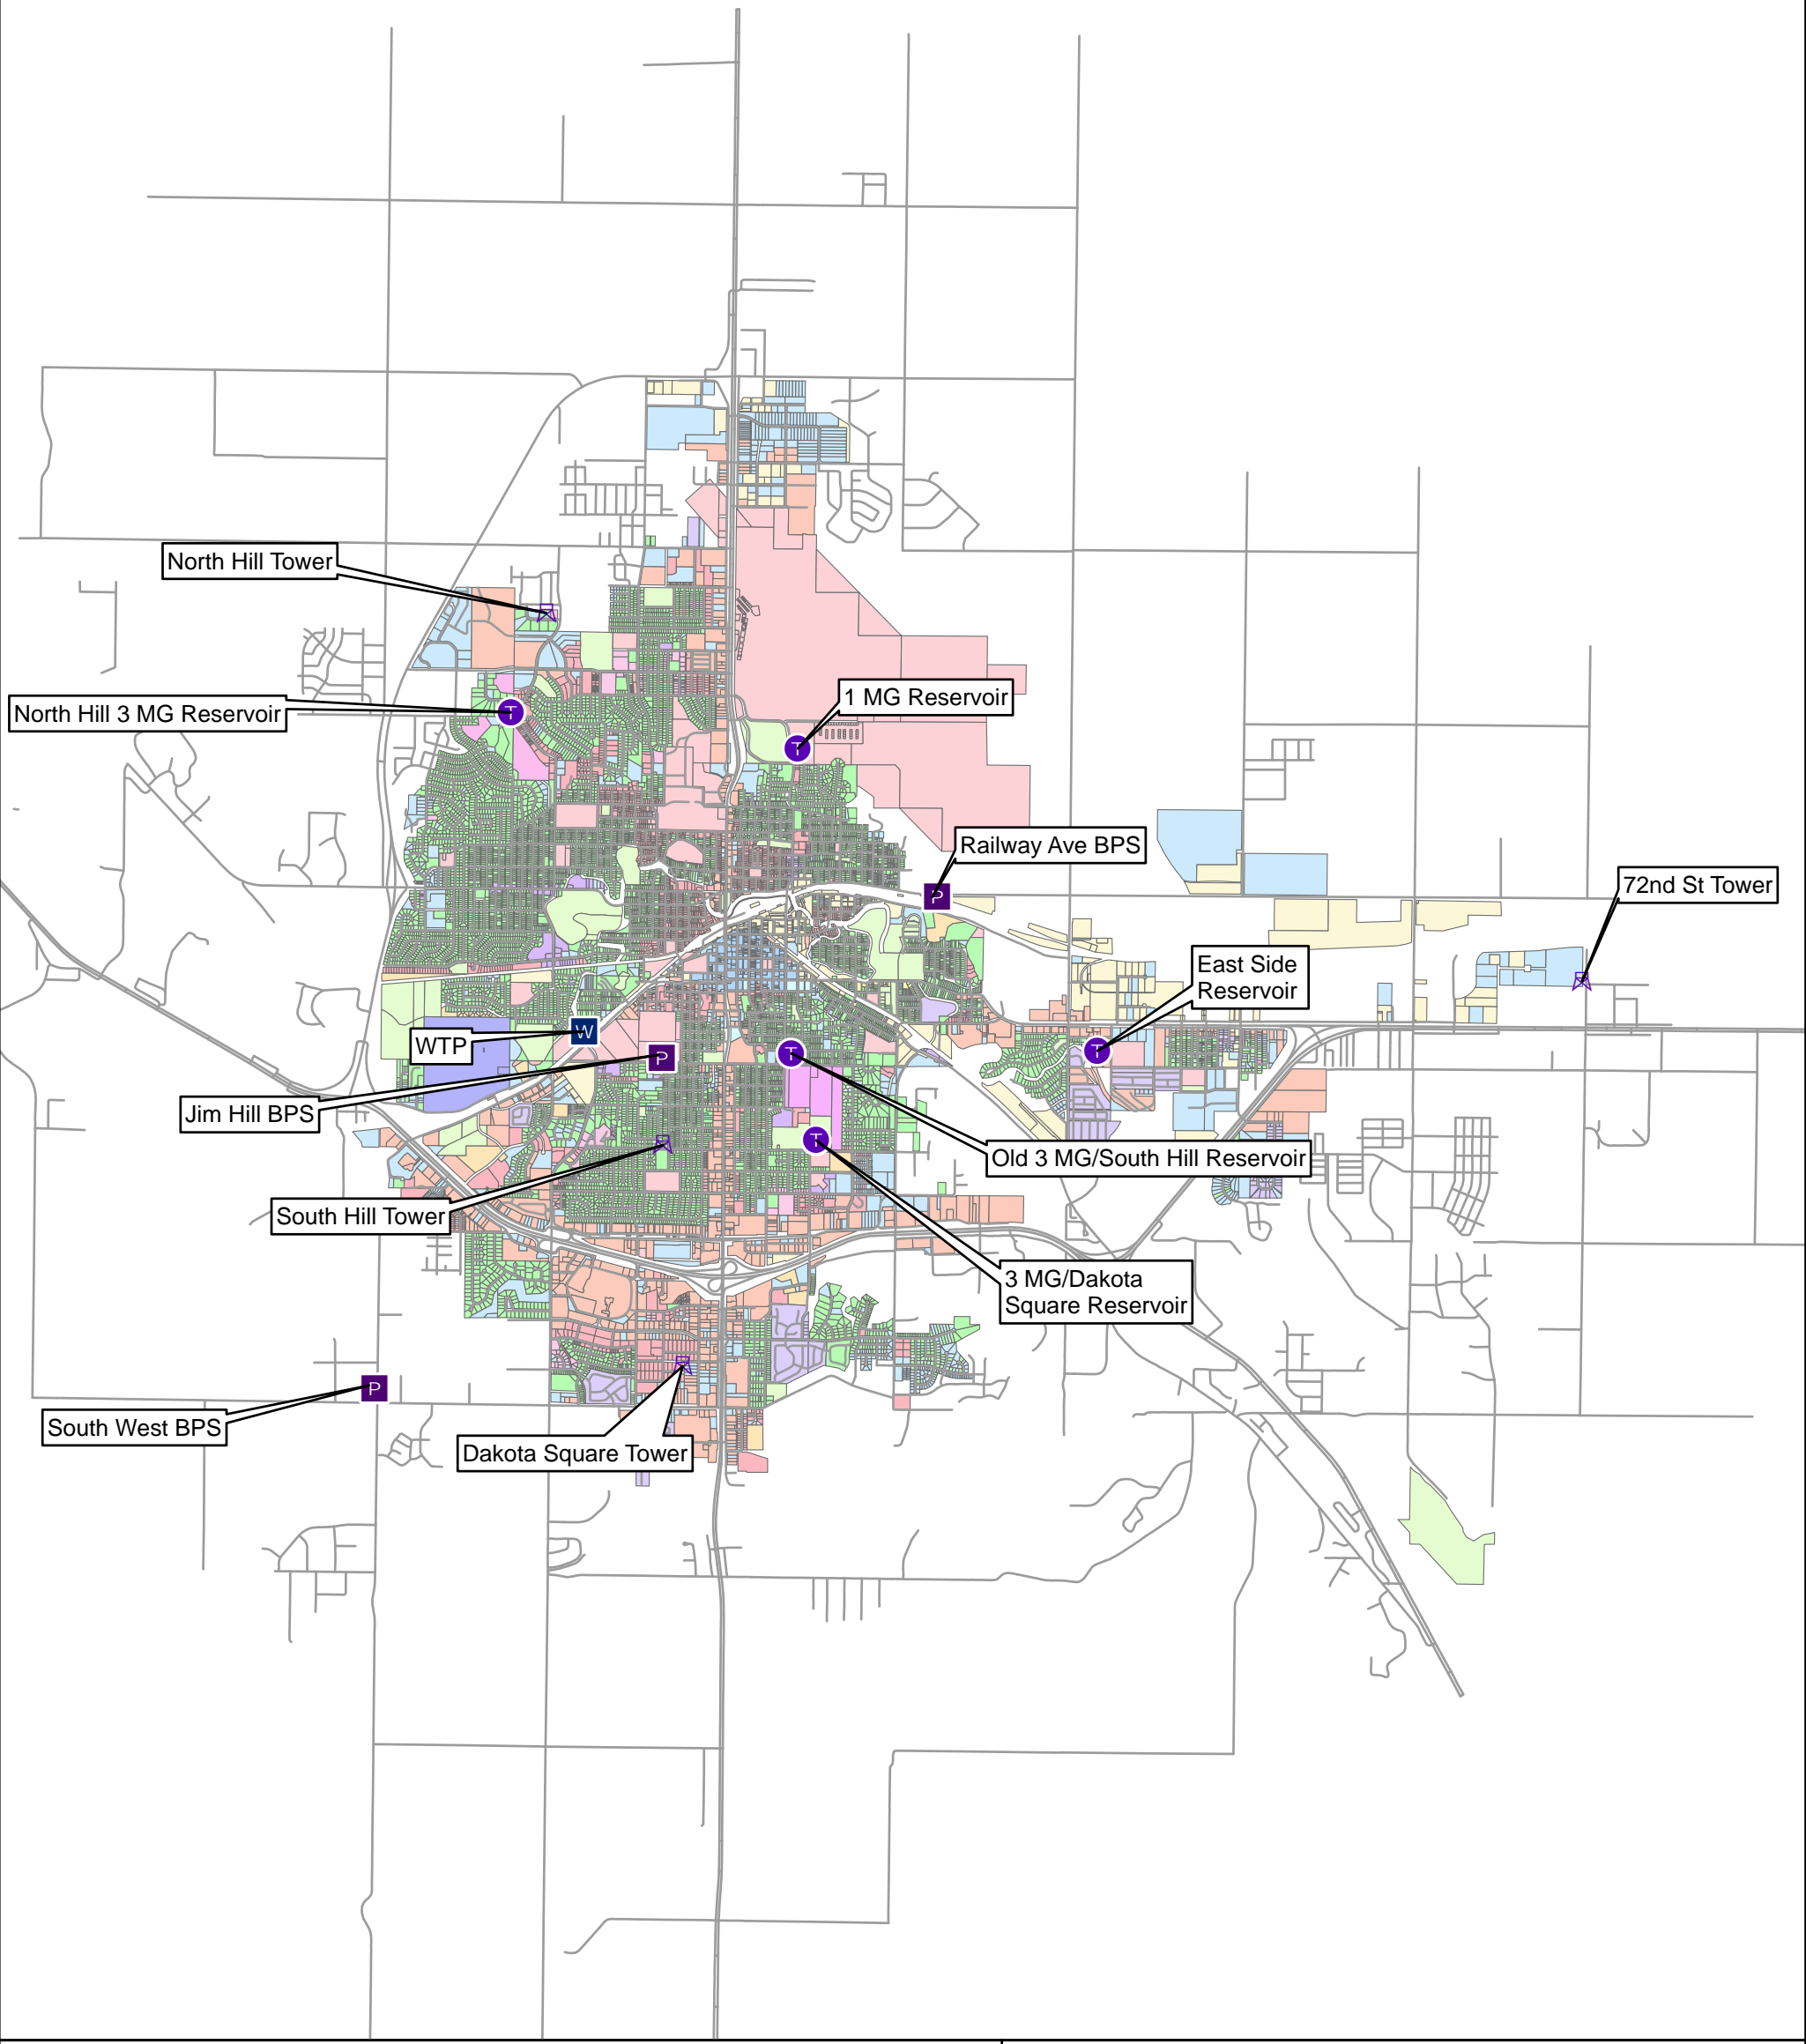 North Hill Tower
North Hill 3 MG Reservoir
T
1 MG Reservoir
T
Railway Ave BPS
P
72nd St Tower
East Side
Reservoir
WTP
W
P
T
T
Jim Hill BPS
T
Old 3 MG/South Hill Reservoir
South Hill Tower
3 MG/Dakota
Square Reservoir
P
South West BPS
Dakota Square Tower